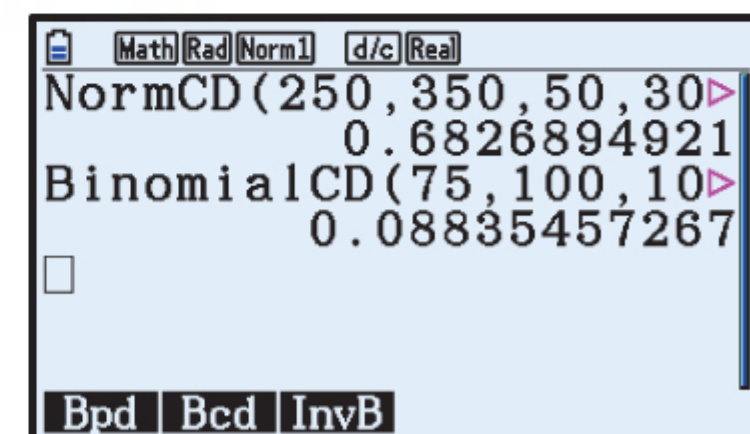 Math Rad Norm1 d/c Real
NormCD(250,350,50,30
0.6826894921
BinomialCD(75,100,10
0.08835457267
Bpd Bcd InvB